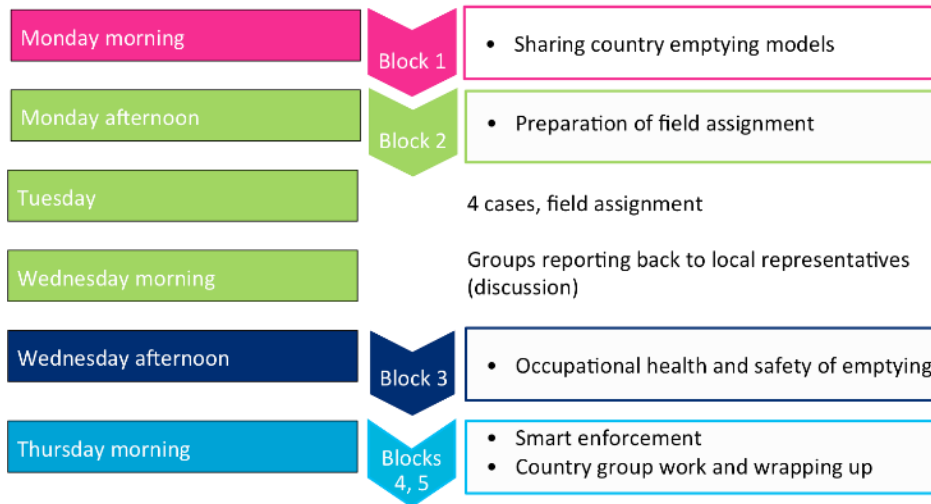 Monday morning
Block 1
• Sharing country emptying models
Monday afternoon
Block 2
• Preparation of field assignment
Tuesday
4 cases, field assignment
Wednesday morning
Groups reporting back to local representatives
(discussion)
Wednesday afternoon
Block 3
• Occupational health and safety of emptying
Thursday morning
Blocks
4, 5
• Smart enforcement
• Country group work and wrapping up